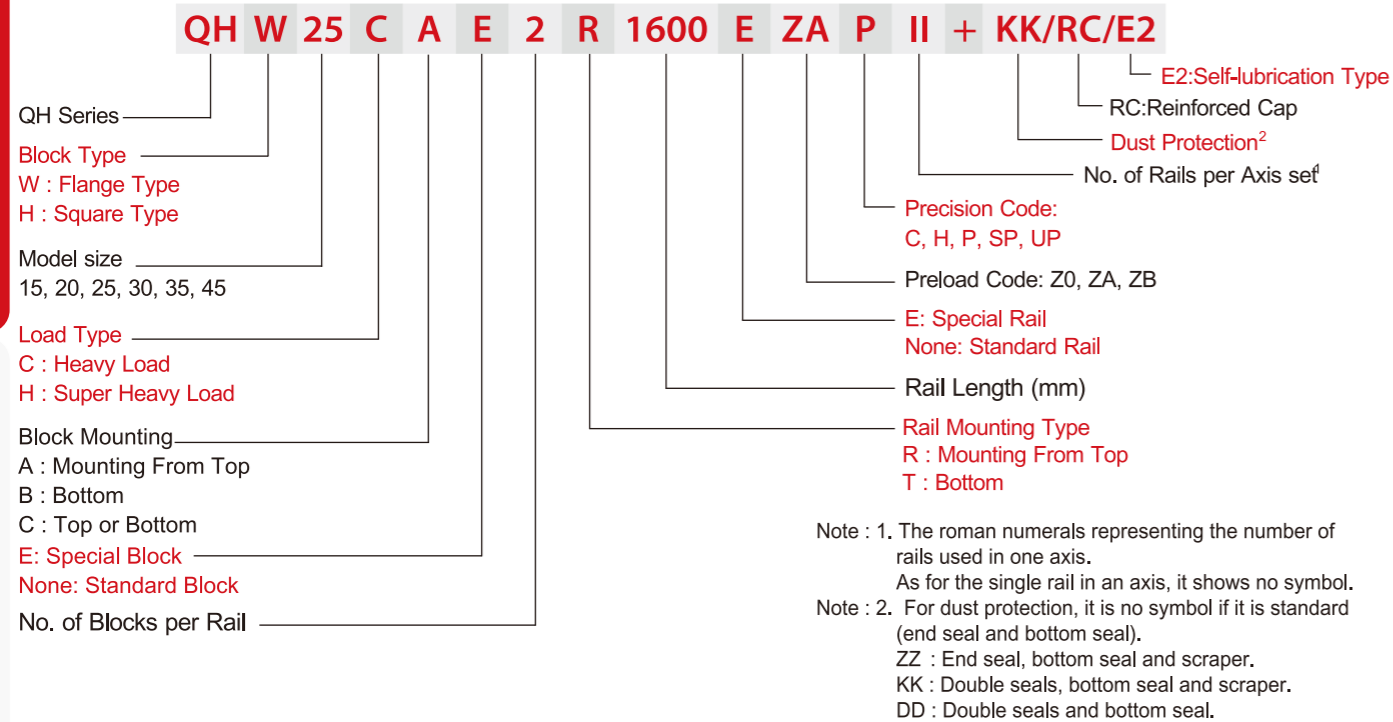 QH W 25 C A E 2 R 1600 E ZA P II + KK/RC/E2
QH Series
Block Type
W : Flange Type
H : Square Type
Model size
15, 20, 25, 30, 35, 45
Load Type
C : Heavy Load
H : Super Heavy Load
Block Mounting
A : Mounting From Top
B : Bottom
C : Top or Bottom
E: Special Block
None: Standard Block
No. of Blocks per Rail
E2:Self-lubrication Type
RC:Reinforced Cap
Dust Protection2
No. of Rails per Axis set1
Precision Code:
C, H, P, SP, UP
Preload Code: Z0, ZA, ZB
E: Special Rail
None: Standard Rail
Rail Length (mm)
Rail Mounting Type
R : Mounting From Top
T : Bottom
Note : 1. The roman numerals representing the number of
rails used in one axis.
As for the single rail in an axis, it shows no symbol.
Note : 2. For dust protection, it is no symbol if it is standard
(end seal and bottom seal).
ZZ : End seal, bottom seal and scraper.
KK : Double seals, bottom seal and scraper.
DD : Double seals and bottom seal.